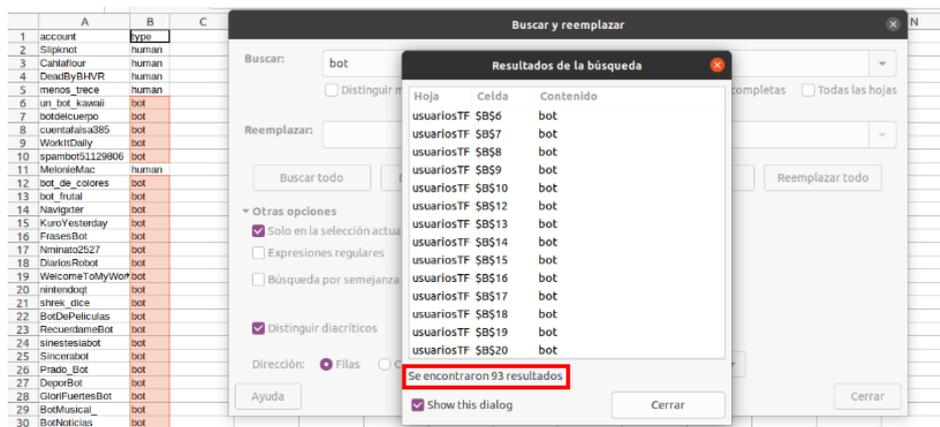 A B C N
1 account type
2 Slipknot human
3 Cahlaflour human
4 DeadByBHVR human
5 menos_trece human
6 un_bot_kawaii bot
7 botdelcuerpo bot
8 cuentafalsa385 bot
9 WorkItDaily bot
10 spambot51129806 bot
11 MelonieMac human
12 bot_de_colores bot
13 bot_frutal bot
14 Navigxter bot
15 KuroYesterday bot
16 FrasesBot bot
17 Nminato2527 bot
18 DiariosRobot bot
19 WelcomeToMyWor bot
20 nintendoqt bot
21 shrek_dice bot
22 BotDePeliculas bot
23 RecuerdameBot bot
24 sinestesiabot bot
25 Sincerabot bot
26 Prado_Bot bot
27 DeporBot bot
28 GloriFuertesBot bot
29 BotMusical_ bot
30 BotNoticias bot
Buscar y reemplazar
Buscar: bot
Distinguir m
completas Todas las hojas
Reemplazar:
Buscar todo Reemplazar todo
Otras opciones
Solo en la selección actua
Expresiones regulares
Búsqueda por semejanza
Distinguir diacríticos
Dirección: Filas C
Ayuda Cerrar
Resultados de la búsqueda
Hoja Celda Contenido
usuariosTF $B$6 bot
usuariosTF $B$7 bot
usuariosTF $B$8 bot
usuariosTF $B$9 bot
usuariosTF $B$10 bot
usuariosTF $B$12 bot
usuariosTF $B$13 bot
usuariosTF $B$14 bot
usuariosTF $B$15 bot
usuariosTF $B$16 bot
usuariosTF $B$17 bot
usuariosTF $B$18 bot
usuariosTF $B$19 bot
usuariosTF $B$20 bot
Se encontraron 93 resultados
Show this dialog Cerrar